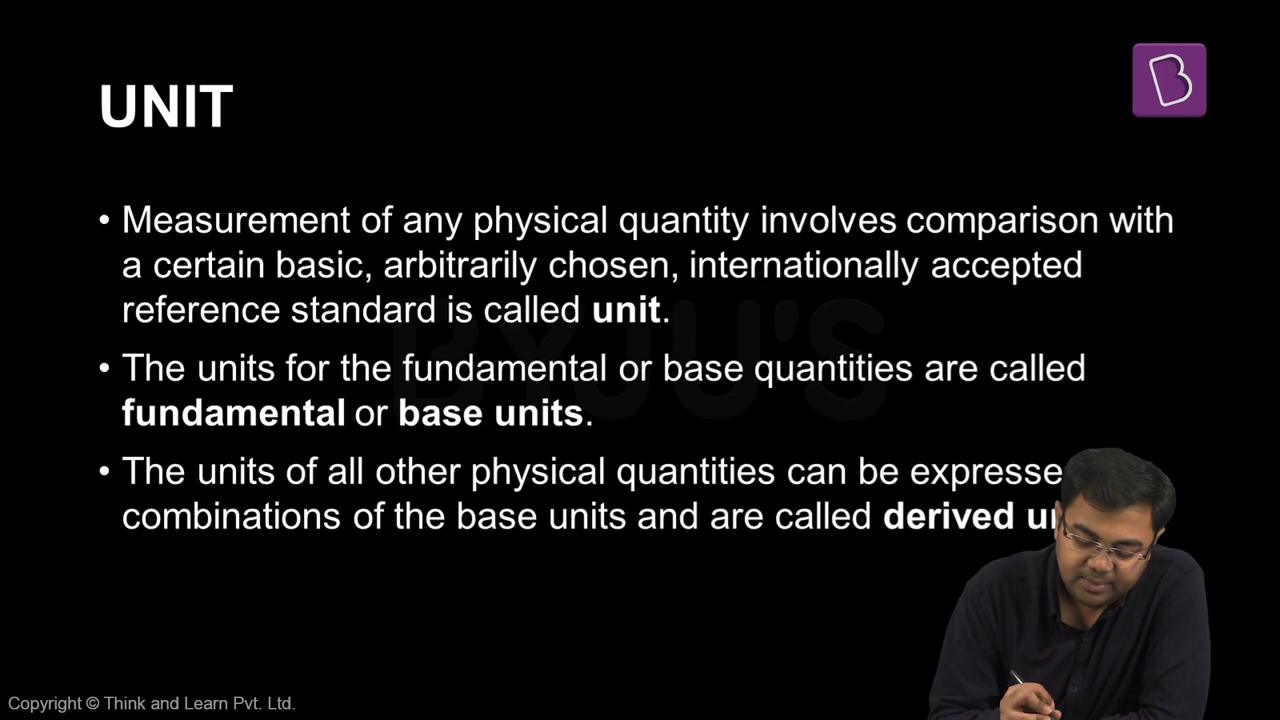 UNIT
• Measurement of any physical quantity involves comparison with
a certain basic, arbitrarily chosen, internationally accepted
reference standard is called unit.
BYJU'S
• The units for the fundamental or base quantities are called
fundamental or base units.
• The units of all other physical quantities can be
combinations of the base units and are called derived
Copyright © Think and Learn Pvt. Ltd.